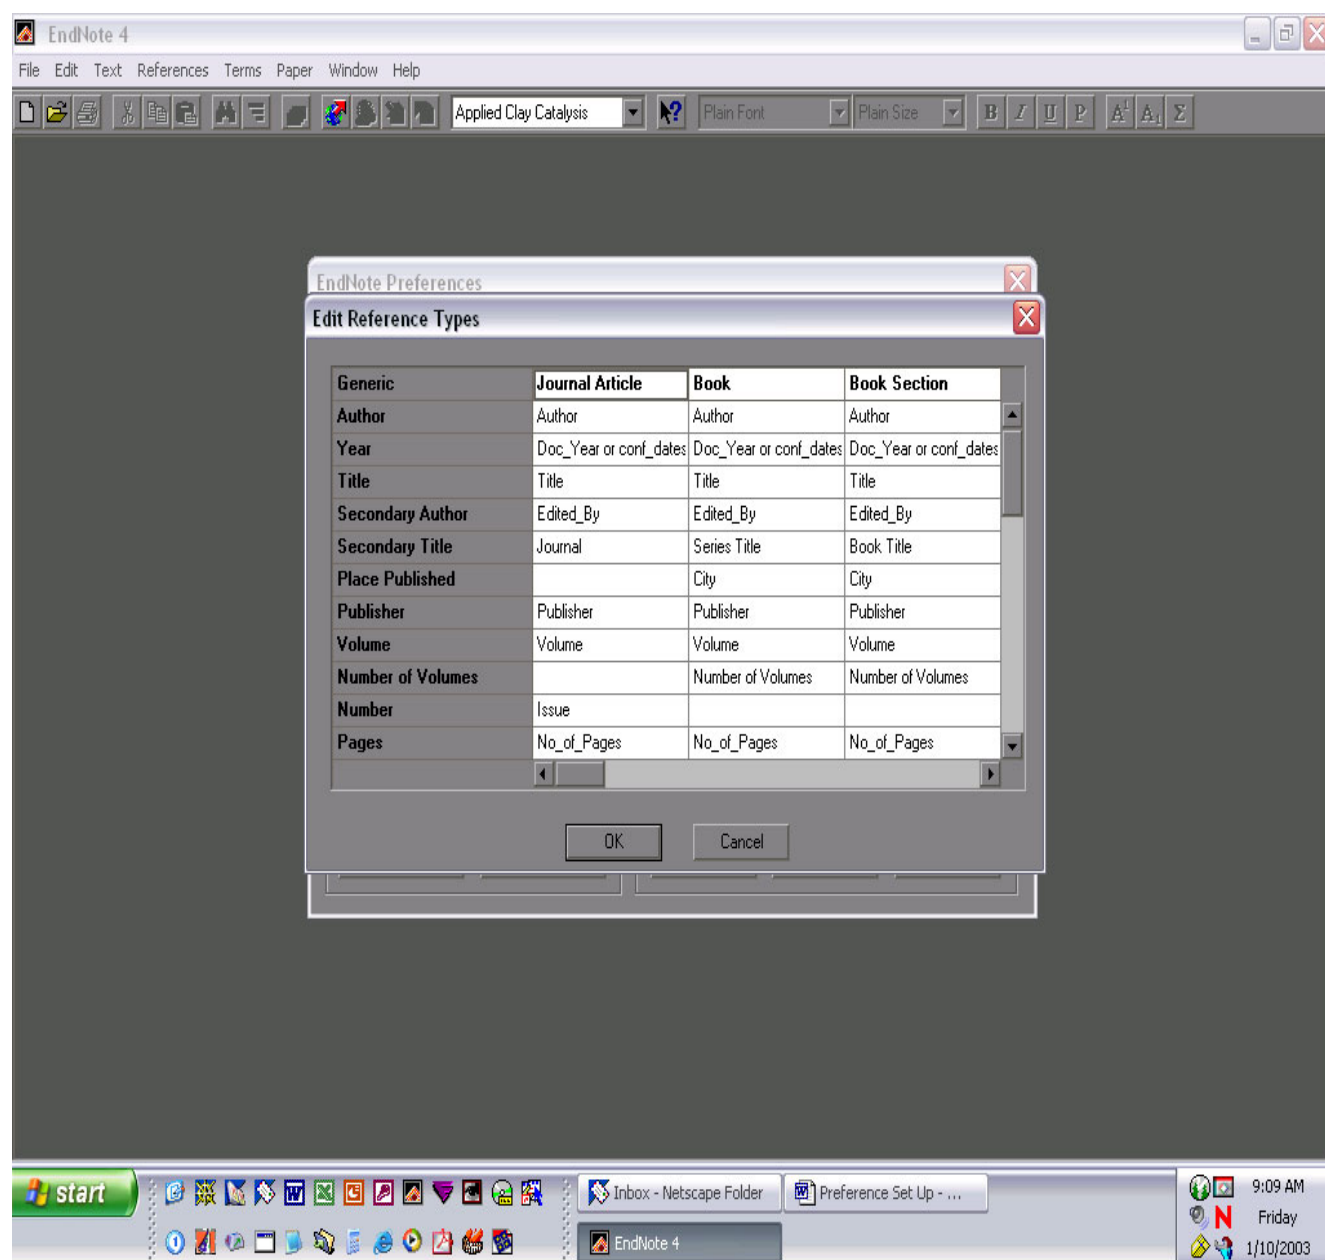 EndNote 4
File Edit Text References Terms Paper Window Help
Applied Clay Catalysis Plain Font Plain Size B I U P A¹ A₁ Σ
EndNote Preferences
Edit Reference Types
Generic Journal Article Book Book Section
Author Author Author Author
Year Doc_Year or conf_dates Doc_Year or conf_dates Doc_Year or conf_dates
Title Title Title Title
Secondary Author Edited_By Edited_By Edited_By
Secondary Title Journal Series Title Book Title
Place Published City City
Publisher Publisher Publisher Publisher
Volume Volume Volume Volume
Number of Volumes Number of Volumes Number of Volumes
Number Issue
Pages No_of_Pages No_of_Pages No_of_Pages
OK Cancel
start Inbox - Netscape Folder Preference Set Up - ... 9:09 AM
N Friday
EndNote 4 1/10/2003